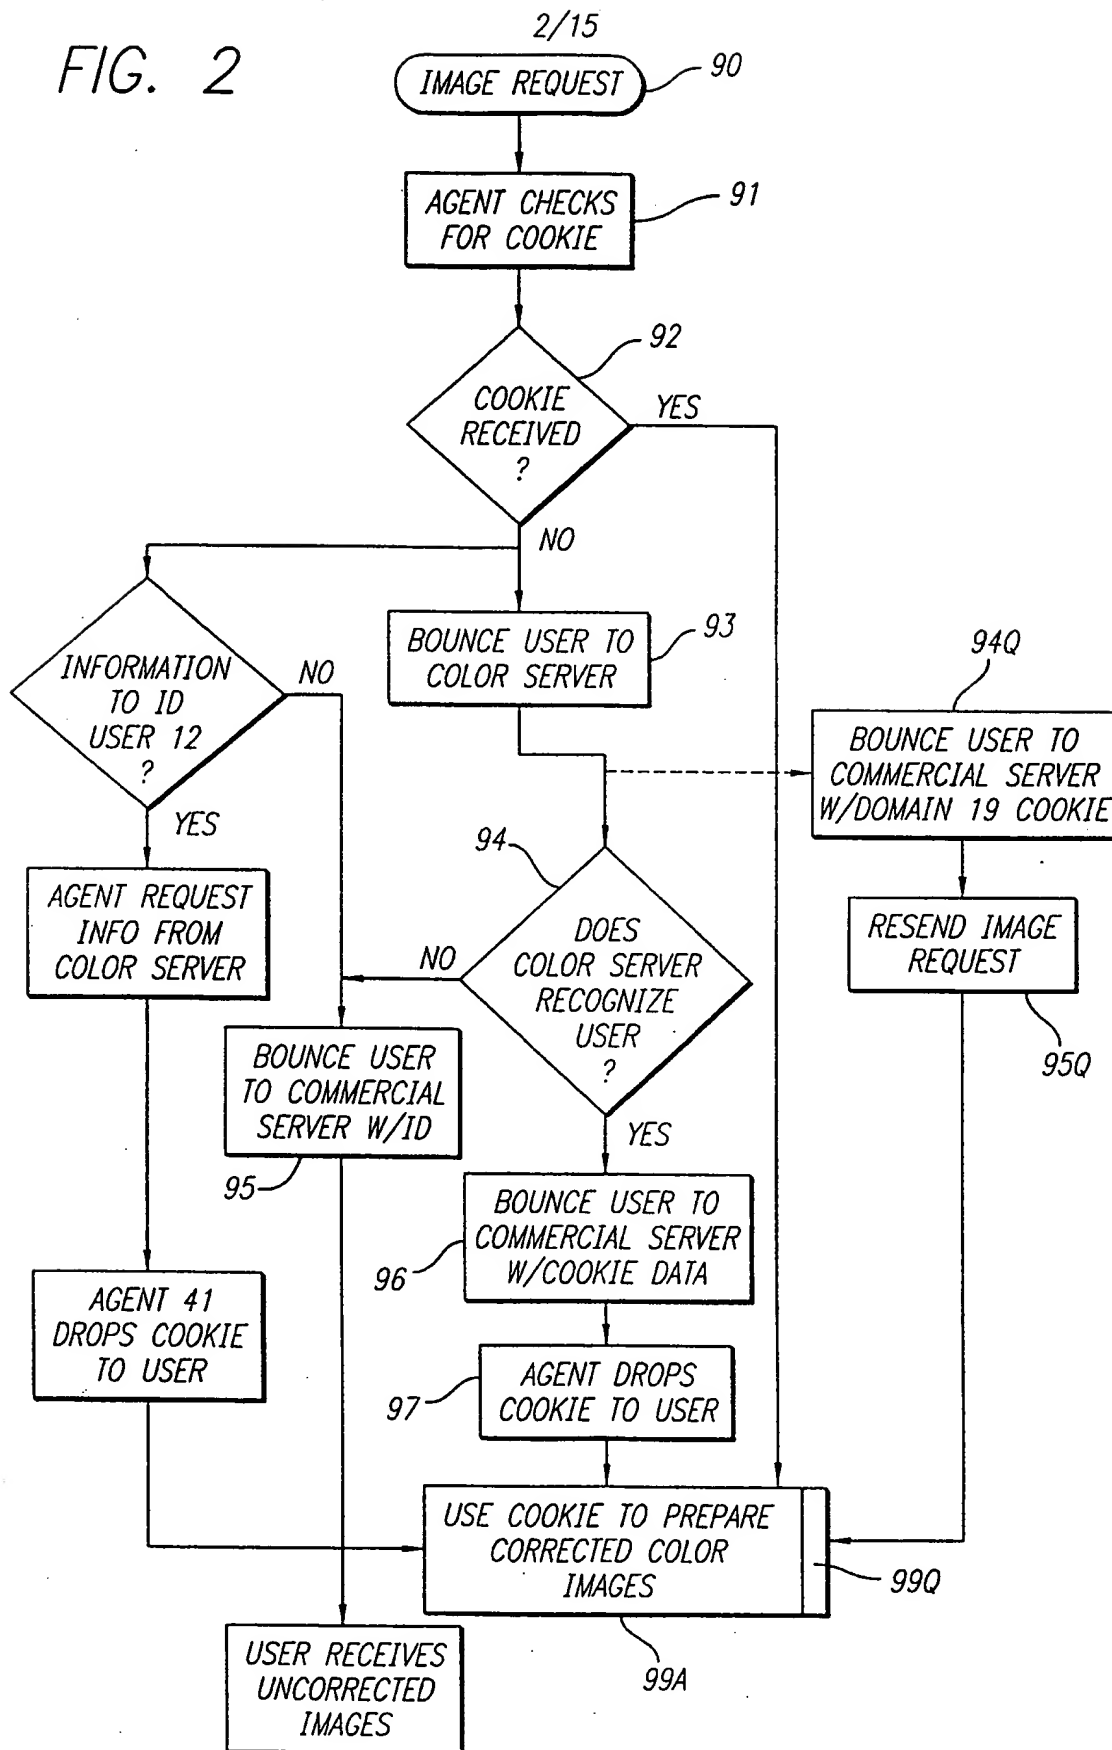 2/15
FIG. 2
IMAGE REQUEST
90
AGENT CHECKS
FOR COOKIE
91
92
COOKIE
RECEIVED
?
YES
NO
BOUNCE USER TO
COLOR SERVER
93
INFORMATION
TO ID
USER 12
?
NO
YES
94Q
BOUNCE USER TO
COMMERCIAL SERVER
W/DOMAIN 19 COOKIE
94
AGENT REQUEST
INFO FROM
COLOR SERVER
DOES
COLOR SERVER
RECOGNIZE
USER
?
NO
YES
RESEND IMAGE
REQUEST
95Q
BOUNCE USER
TO COMMERCIAL
SERVER W/ID
95
BOUNCE USER TO
COMMERCIAL SERVER
W/COOKIE DATA
96
AGENT 41
DROPS COOKIE
TO USER
AGENT DROPS
COOKIE TO USER
97
USE COOKIE TO PREPARE
CORRECTED COLOR
IMAGES
99Q
99A
USER RECEIVES
UNCORRECTED
IMAGES